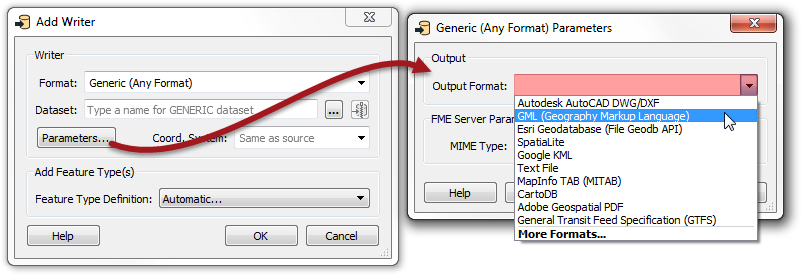 Add Writer
Writer
Format: Generic (Any Format)
Dataset: Type a name for GENERIC dataset ...
Parameters... Coord. System: Same as source
Add Feature Type(s)
Feature Type Definition: Automatic...
Help OK Cancel
Generic (Any Format) Parameters
Output
Output Format:
Autodesk AutoCAD DWG/DXF
GML (Geography Markup Language)
Esri Geodatabase (File Geodb API)
SpatiaLite
Google KML
Text File
MapInfo TAB (MITAB)
CartoDB
Adobe Geospatial PDF
General Transit Feed Specification (GTFS)
More Formats...
FME Server Para
MIME Type:
Help